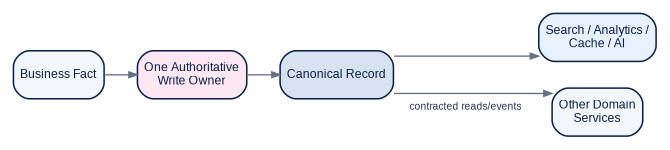 Business Fact
One Authoritative
Write Owner
Canonical Record
Search / Analytics /
Cache / AI
contracted reads/events
Other Domain
Services